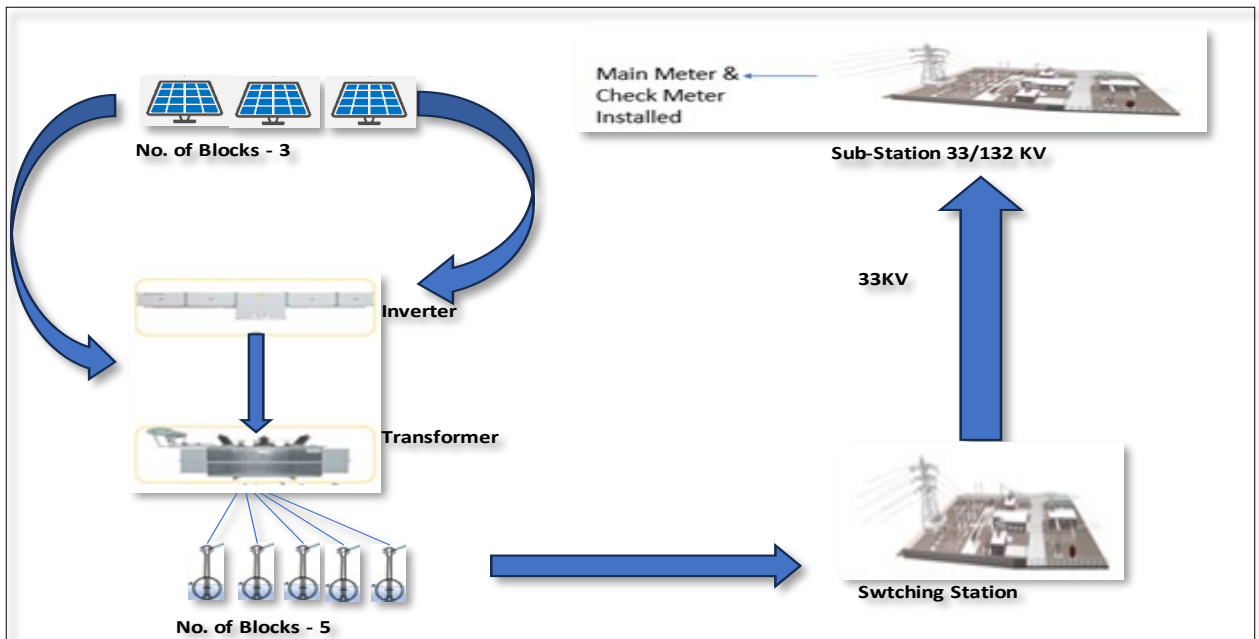 Main Meter &
Check Meter
Installed
No. of Blocks - 3
Sub-Station 33/132 KV
33KV
Inverter
Transformer
Swtching Station
No. of Blocks - 5